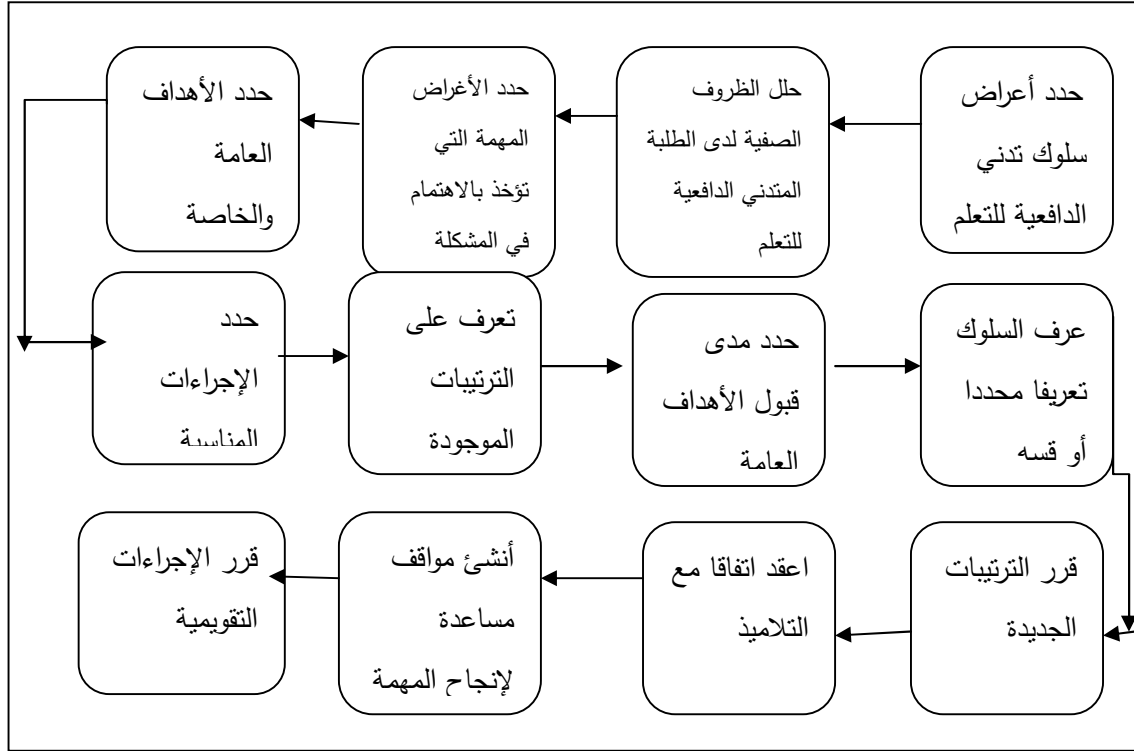 حدد أعراض
سلوك تدني
الدافعية للتعلم
حلل الظروف
الصفية لدى الطلبة
المتدني الدافعية
للتعلم
حدد الأغراض
المهمة التي
تؤخذ بالاهتمام
في المشكلة
حدد الأهداف
العامة
والخاصة
حدد
الإجراءات
المناسبة
تعرف على
الترتيبات
الموجودة
حدد مدى
قبول الأهداف
العامة
عرف السلوك
تعريفا محددا
أو قسه
قرر الترتيبات
الجديدة
اعقد اتفاقا مع
التلاميذ
أنشئ مواقف
مساعدة
لإنجاح المهمة
قرر الإجراءات
التقويمية